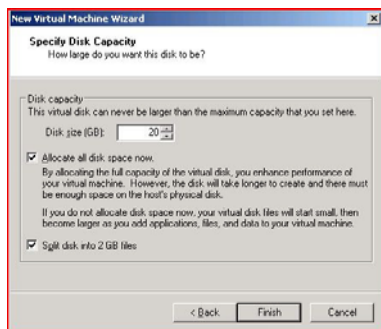 New Virtual Machine Wizard
Specify Disk Capacity
How large do you want this disk to be?
Disk capacity
This virtual disk can never be larger than the maximum capacity that you set here.
Disk size (GB): 20
Allocate all disk space now.
By allocating the full capacity of the virtual disk, you enhance performance of
your virtual machine. However, the disk will take longer to create and there must
be enough space on the host's physical disk.
If you do not allocate disk space now, your virtual disk files will start small, then
become larger as you add applications, files, and data to your virtual machine.
Split disk into 2 GB files
< Back Finish Cancel